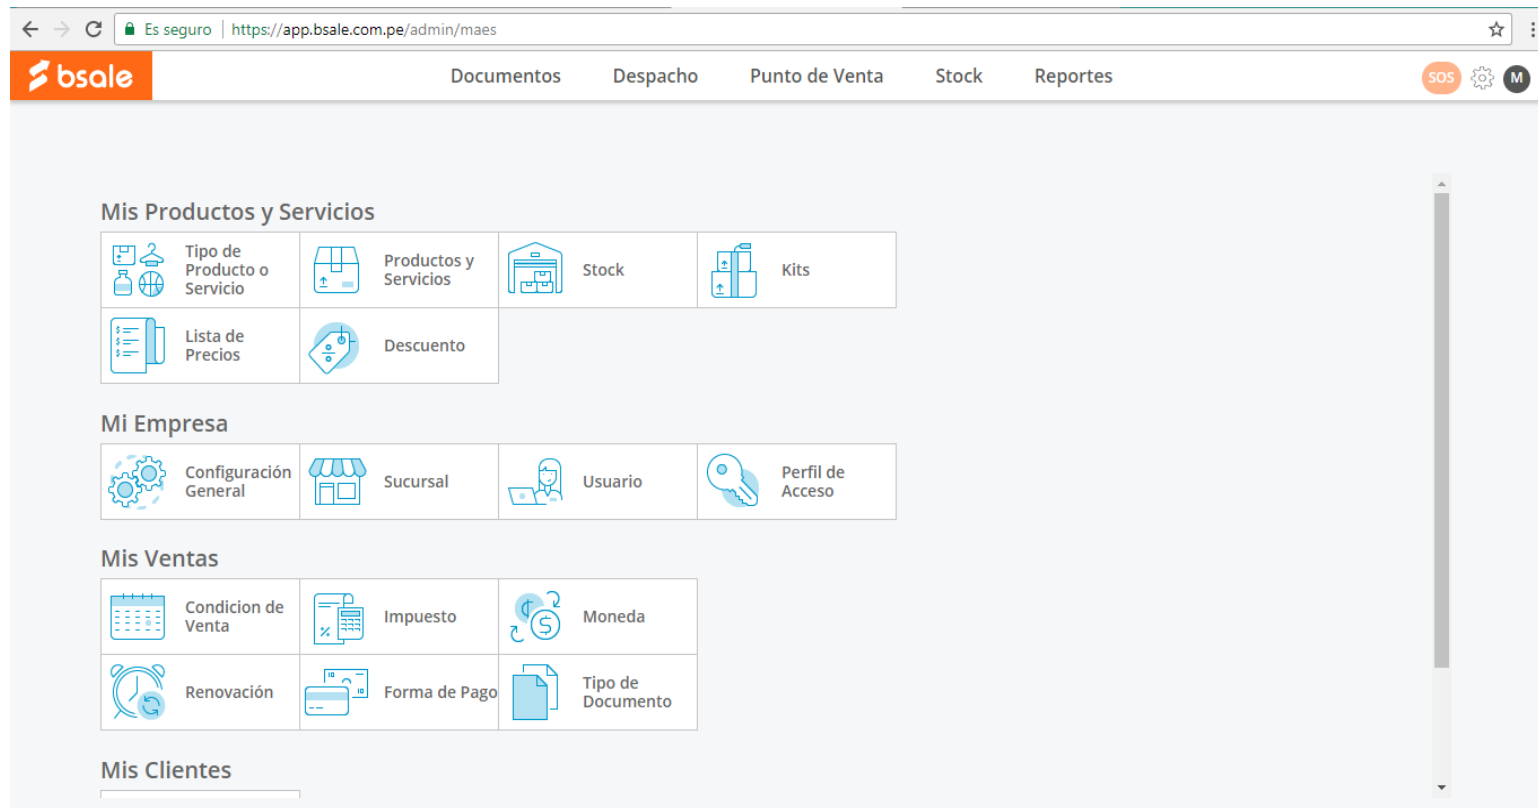 Es seguro | https://app.bsale.com.pe/admin/maes
bsale
Documentos Despacho Punto de Venta Stock Reportes
SOS M
Mis Productos y Servicios
Tipo de
Producto o
Servicio
Productos y
Servicios
Stock
Kits
Lista de
Precios
Descuento
Mi Empresa
Configuración
General
Sucursal
Usuario
Perfil de
Acceso
Mis Ventas
Condicion de
Venta
Impuesto
Moneda
Renovación
Forma de Pago
Tipo de
Documento
Mis Clientes